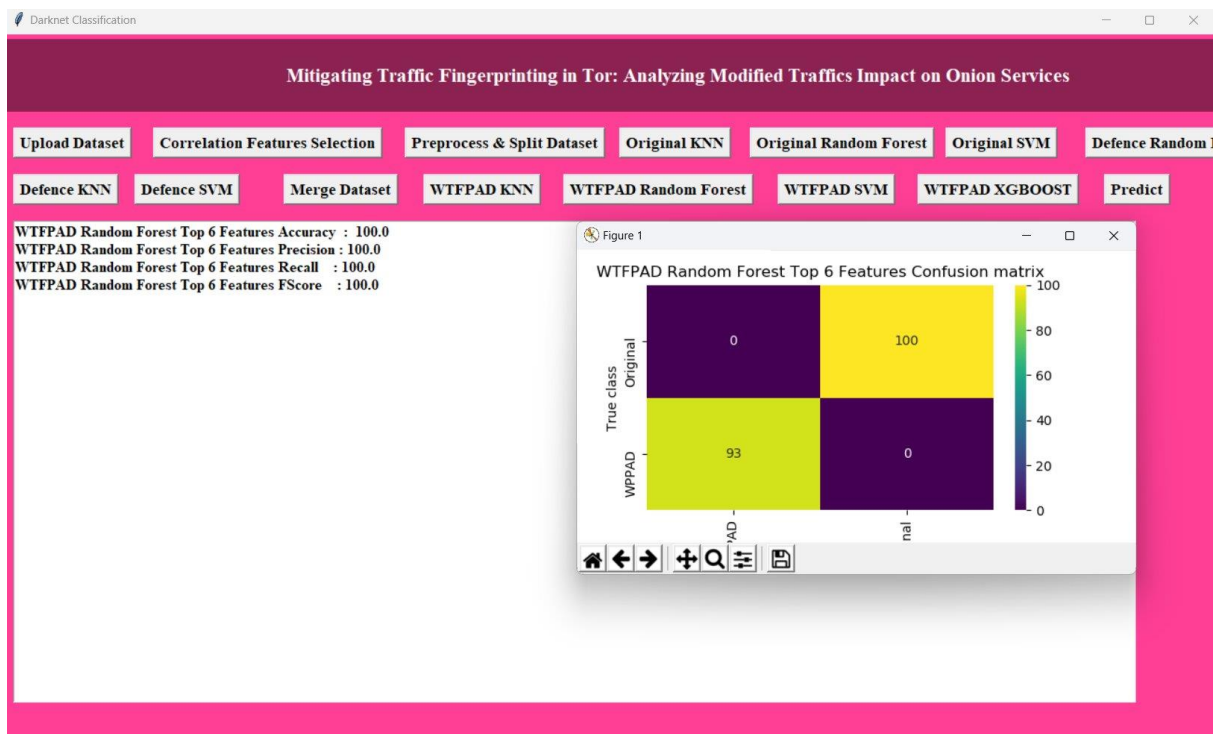 Darknet Classification
Mitigating Traffic Fingerprinting in Tor: Analyzing Modified Traffics Impact on Onion Services
Upload Dataset Correlation Features Selection Preprocess & Split Dataset Original KNN Original Random Forest Original SVM Defence Random
Defence KNN Defence SVM Merge Dataset WTFPAD KNN WTFPAD Random Forest WTFPAD SVM WTFPAD XGBOOST Predict
WTFPAD Random Forest Top 6 Features Accuracy : 100.0
WTFPAD Random Forest Top 6 Features Precision : 100.0
WTFPAD Random Forest Top 6 Features Recall : 100.0
WTFPAD Random Forest Top 6 Features FScore : 100.0
Figure 1
WTFPAD Random Forest Top 6 Features Confusion matrix
True class
Original
WPPAD
0 100
93 0
100
80
60
40
20
0
PAD
nal